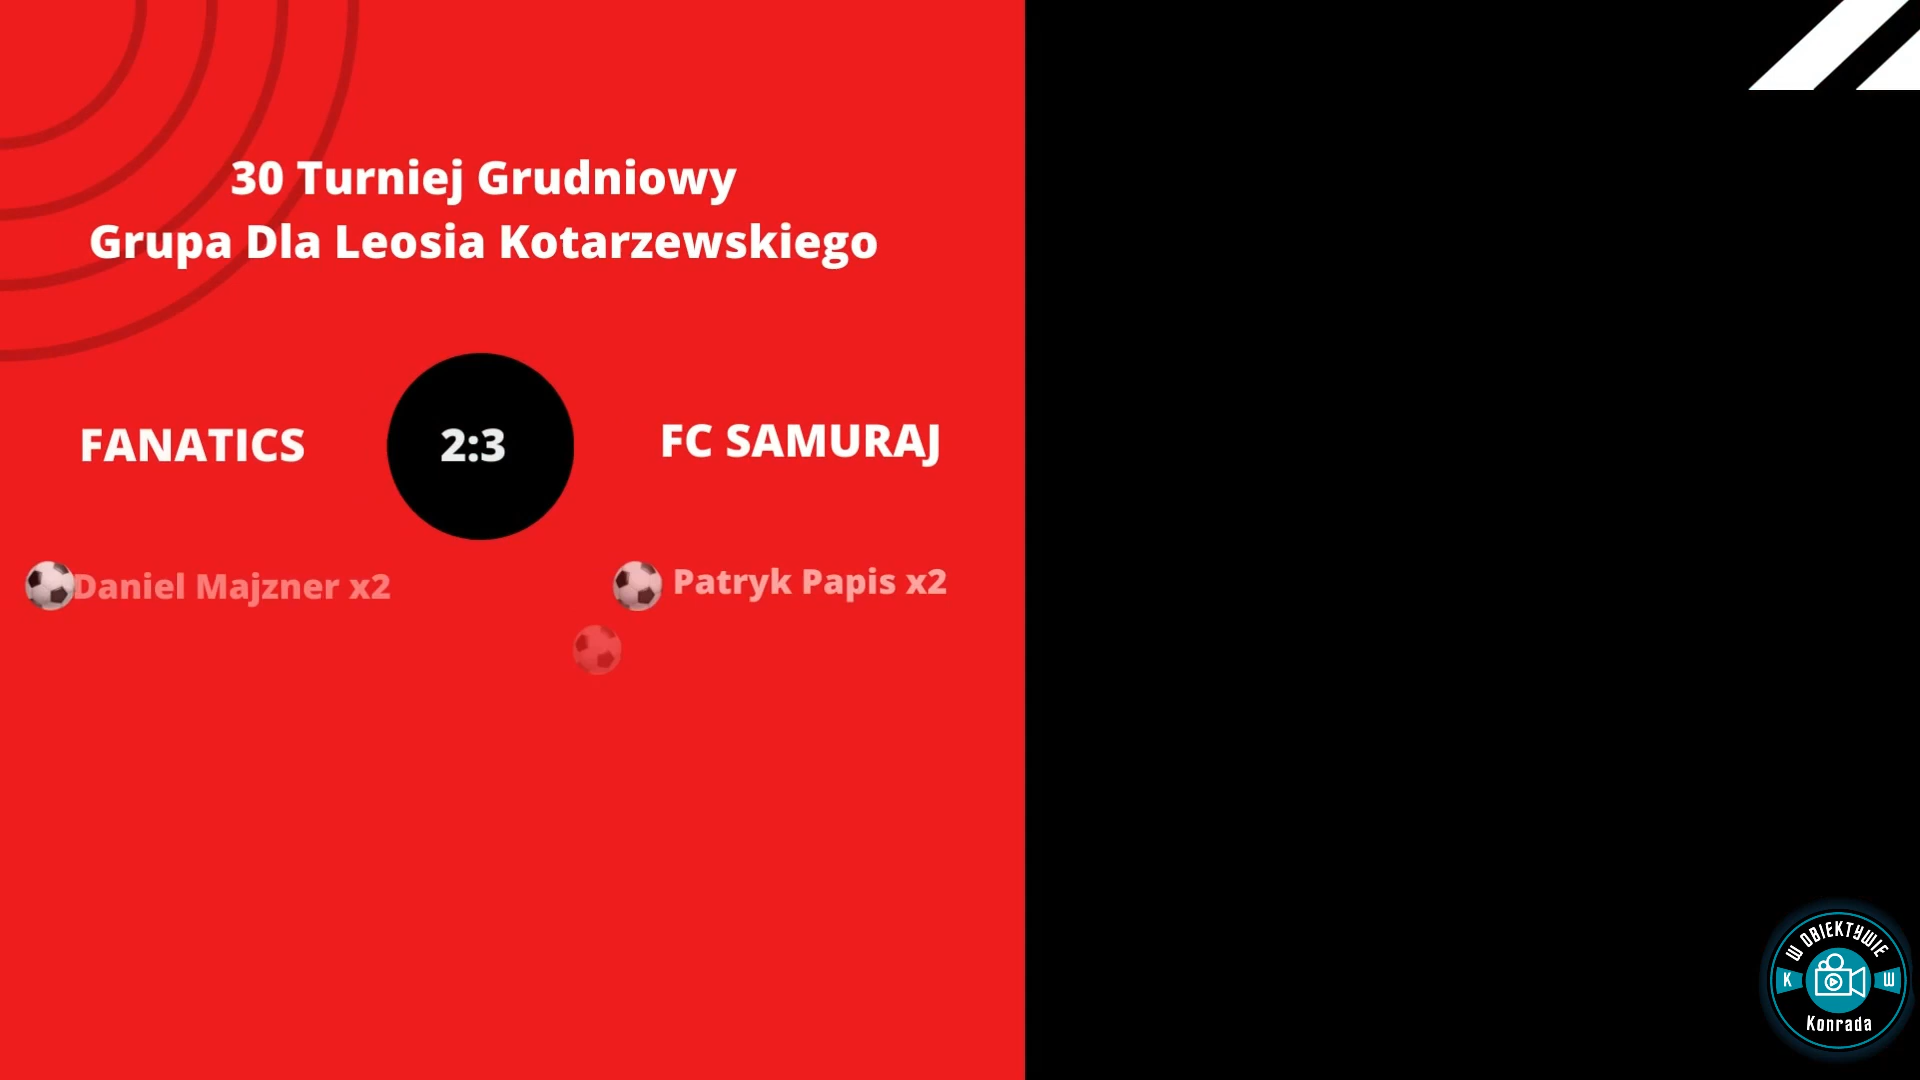 30 Turniej Grudniowy
Grupa Dla Leosia Kotarzewskiego
FANATICS
2:3
FC SAMURAJ
Daniel Majzner x2
Patryk Papis x2
W OBIEKTYWIE
K W
Konrada